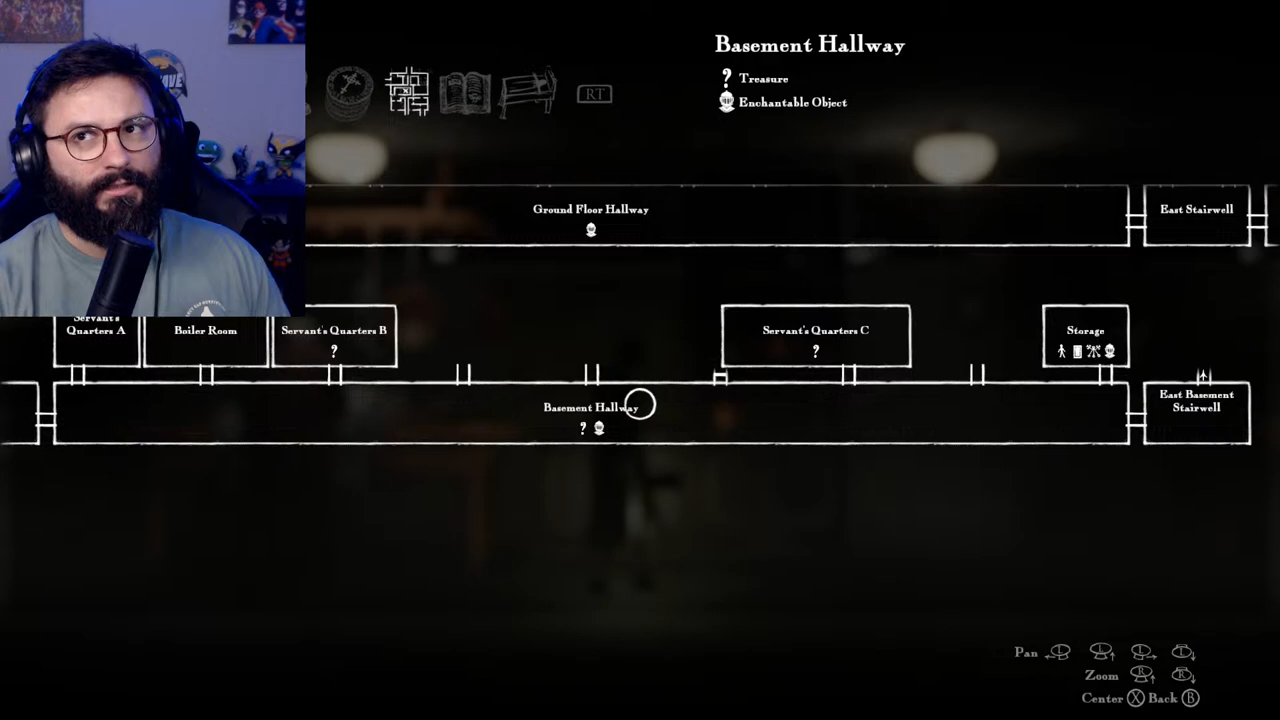 Basement Hallway
? Treasure
Enchantable Object
RT
Ground Floor Hallway
East Stairwell
Servant's
Quarters A
Boiler Room
Servant's Quarters B
?
Servant's Quarters C
?
Storage
Basement Hallway
?
East Basement
Stairwell
Pan L L L L
Zoom R R
Center X Back B